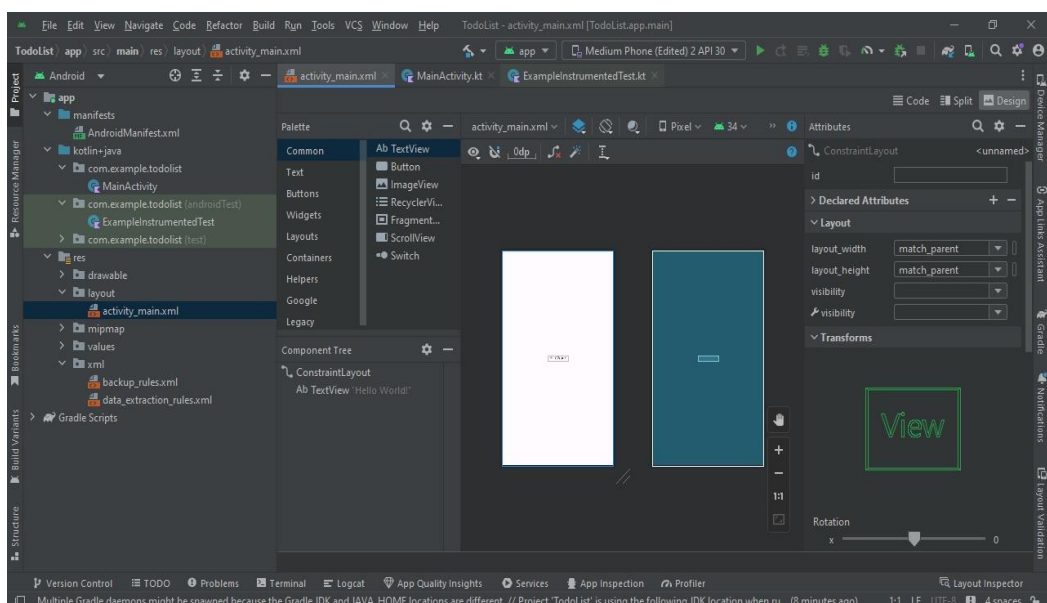 File Edit View Navigate Code Refactor Build Run Tools VCS Window Help TodoList - activity_main.xml [TodoList.app.main]
TodoList app src main res layout activity_main.xml
app Medium Phone (Edited) 2 API 30
Project
Android
activity_main.xml MainActivity.kt ExampleInstrumentedTest.kt
Code Split Design
app
manifests
AndroidManifest.xml
kotlin+java
com.example.todolist
MainActivity
com.example.todolist (androidTest)
ExampleInstrumentedTest
com.example.todolist (test)
res
drawable
layout
activity_main.xml
mipmap
values
xml
backup_rules.xml
data_extraction_rules.xml
Gradle Scripts
Resource Manager
Bookmarks
Build Variants
Structure
Palette
Common
Text
Buttons
Widgets
Layouts
Containers
Helpers
Google
Legacy
Ab TextView
Button
ImageView
RecyclerVi...
Fragment...
ScrollView
Switch
Component Tree
ConstraintLayout
Ab TextView "Hello World!"
activity_main.xml Pixel 34
0dp
1:1
Attributes
ConstraintLayout <unnamed>
id
Declared Attributes
Layout
layout_width match_parent
layout_height match_parent
visibility
visibility
Transforms
View
Rotation
x 0
Device Manager
App Links Assistant
Gradle
Notifications
Layout Validation
Version Control TODO Problems Terminal Logcat App Quality Insights Services App Inspection Profiler Layout Inspector
Multiple Gradle daemons might be spawned because the Gradle JDK and JAVA_HOME locations are different. // Project 'TodoList' is using the following JDK location when ru... (8 minutes ago) 1:1 LF UTF-8 4 spaces